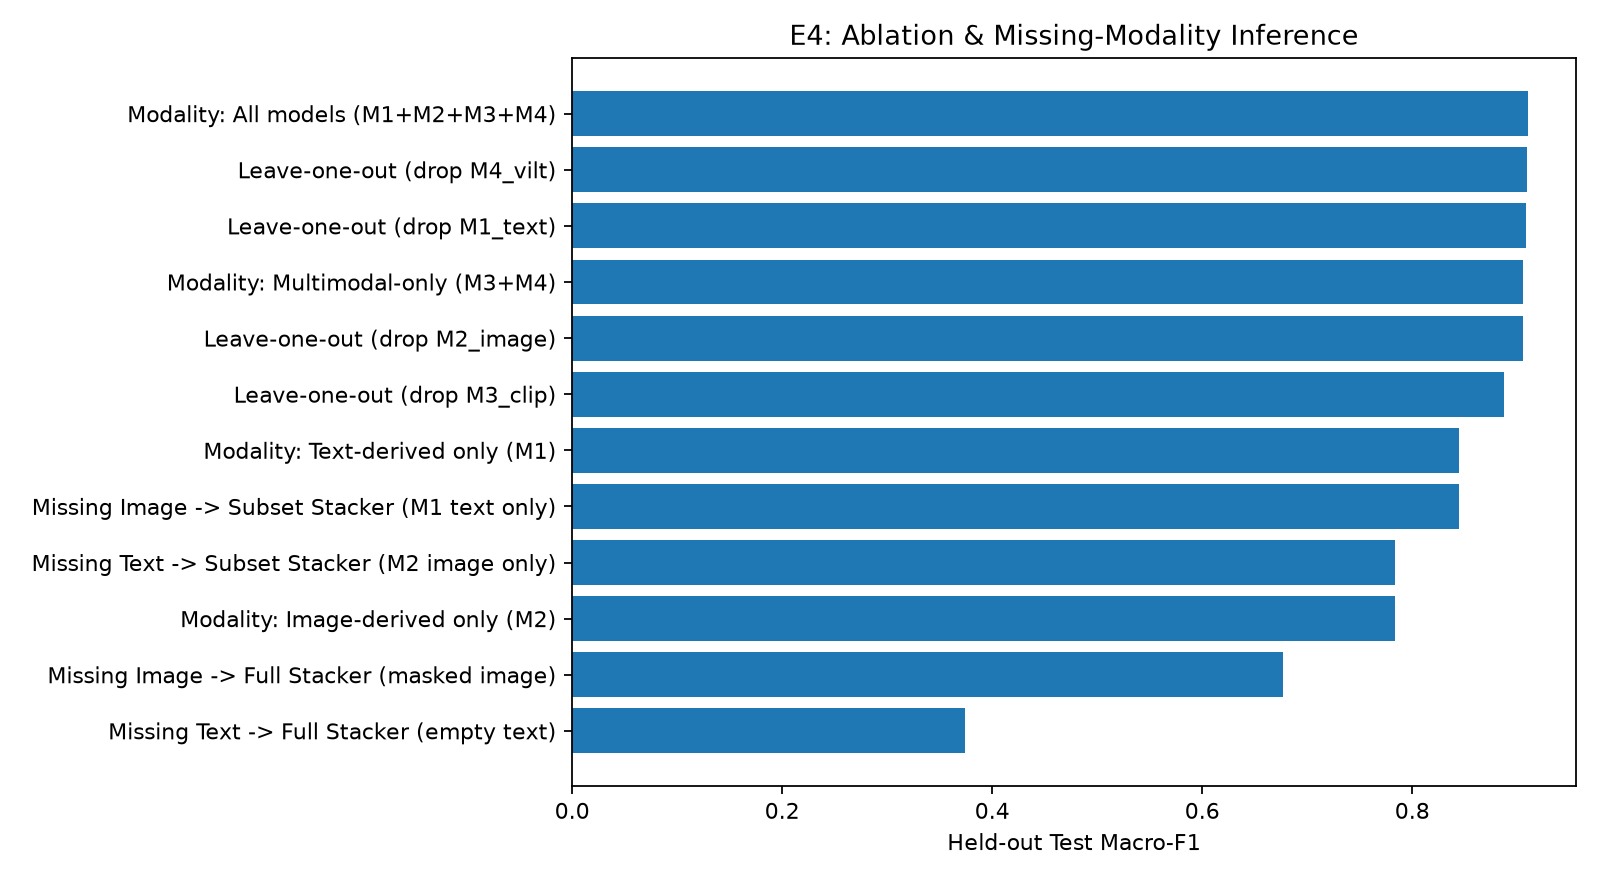 E4: Ablation & Missing-Modality Inference
Modality: All models (M1+M2+M3+M4)
Leave-one-out (drop M4_vilt)
Leave-one-out (drop M1_text)
Modality: Multimodal-only (M3+M4)
Leave-one-out (drop M2_image)
Leave-one-out (drop M3_clip)
Modality: Text-derived only (M1)
Missing Image -> Subset Stacker (M1 text only)
Missing Text -> Subset Stacker (M2 image only)
Modality: Image-derived only (M2)
Missing Image -> Full Stacker (masked image)
Missing Text -> Full Stacker (empty text)
0.0 0.2 0.4 0.6 0.8
Held-out Test Macro-F1